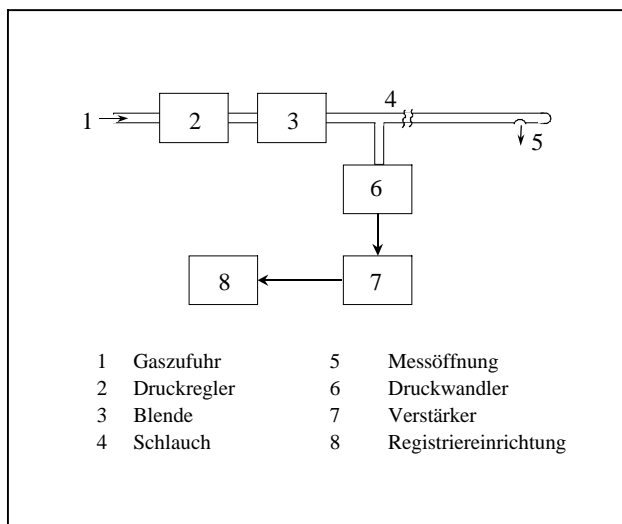 4
1 2 3
5
6
8 7
1 Gaszufuhr 5 Messöffnung
2 Druckregler 6 Druckwandler
3 Blende 7 Verstärker
4 Schlauch 8 Registriereinrichtung